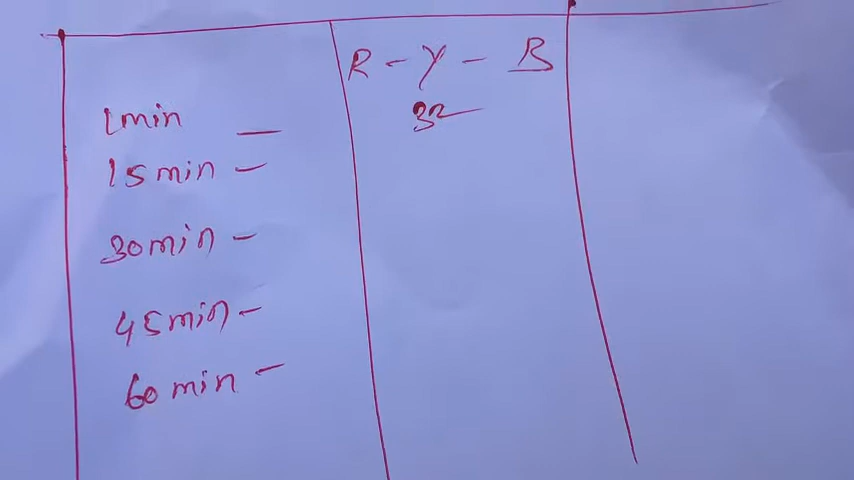 R - Y - B
1min — 32
15min -
30min -
45min -
60min -